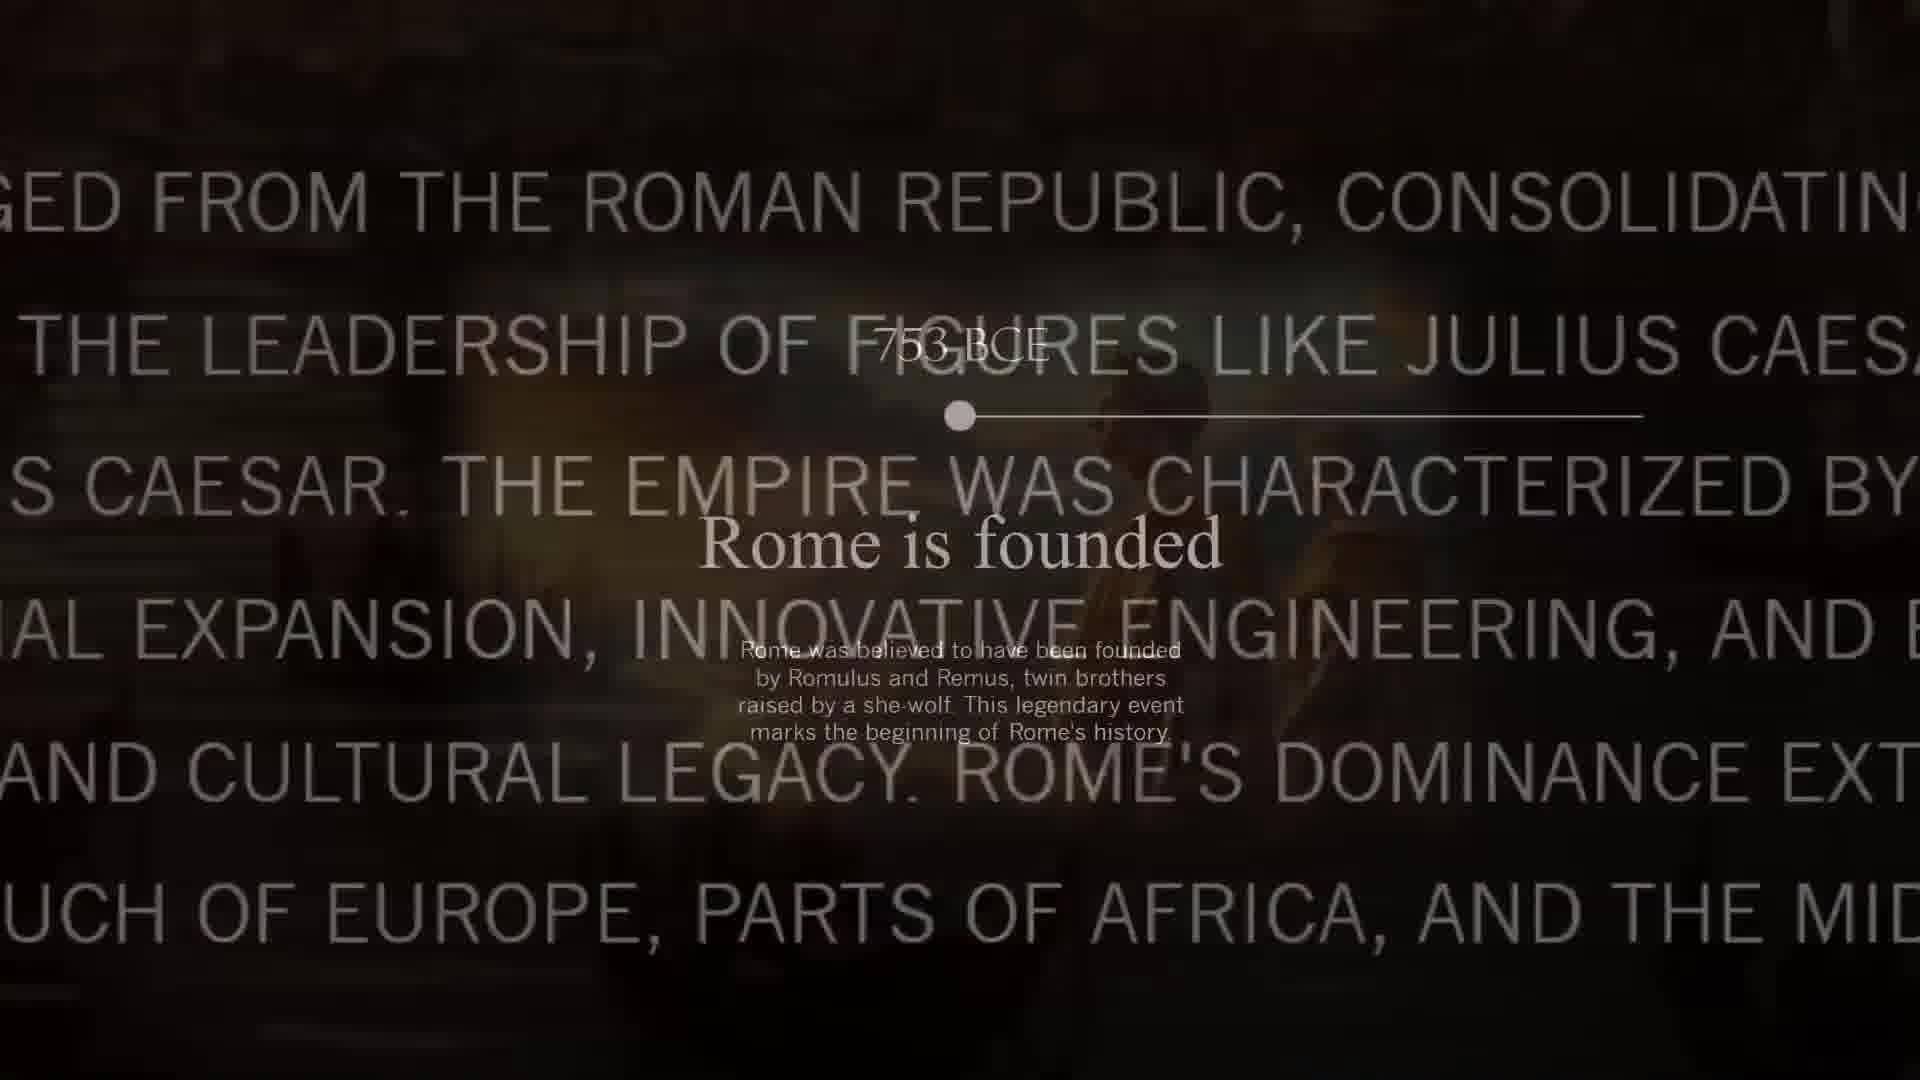 GED FROM THE ROMAN REPUBLIC, CONSOLIDATING
THE LEADERSHIP OF FIGURES LIKE JULIUS CAESA
753 BCE
S CAESAR. THE EMPIRE WAS CHARACTERIZED BY
Rome is founded
IAL EXPANSION, INNOVATIVE ENGINEERING, AND E
Rome was believed to have been founded
by Romulus and Remus, twin brothers
raised by a she-wolf. This legendary event
marks the beginning of Rome's history.
AND CULTURAL LEGACY. ROME'S DOMINANCE EXT
UCH OF EUROPE, PARTS OF AFRICA, AND THE MID